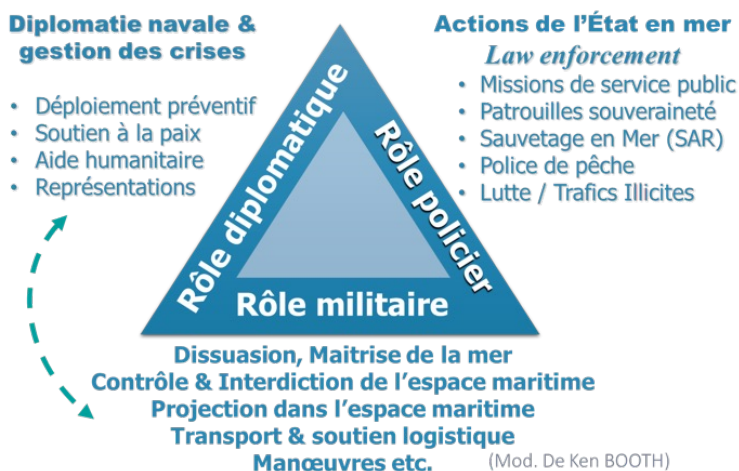 Diplomatie navale &
gestion des crises
• Déploiement préventif
• Soutien à la paix
• Aide humanitaire
• Représentations
Actions de l'État en mer
Law enforcement
• Missions de service public
• Patrouilles souveraineté
• Sauvetage en Mer (SAR)
• Police de pêche
• Lutte / Trafics Illicites
Rôle diplomatique
Rôle policier
Rôle militaire
Dissuasion, Maitrise de la mer
Contrôle & Interdiction de l'espace maritime
Projection dans l'espace maritime
Transport & soutien logistique
Manœuvres etc.
(Mod. De Ken BOOTH)